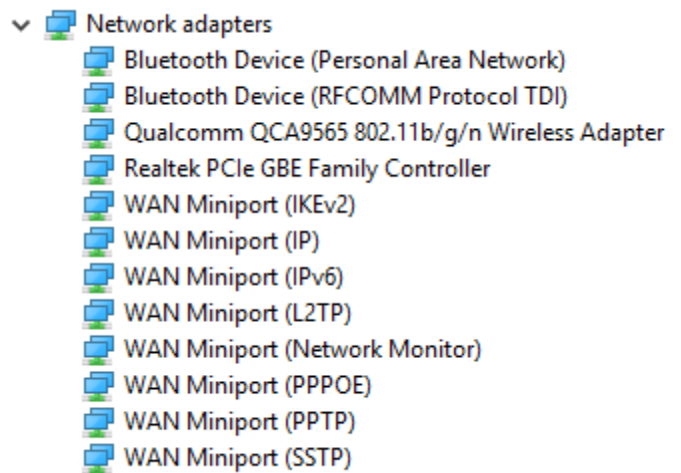 Network adapters
Bluetooth Device (Personal Area Network)
Bluetooth Device (RFCOMM Protocol TDI)
Qualcomm QCA9565 802.11b/g/n Wireless Adapter
Realtek PCIe GBE Family Controller
WAN Miniport (IKEv2)
WAN Miniport (IP)
WAN Miniport (IPv6)
WAN Miniport (L2TP)
WAN Miniport (Network Monitor)
WAN Miniport (PPPOE)
WAN Miniport (PPTP)
WAN Miniport (SSTP)